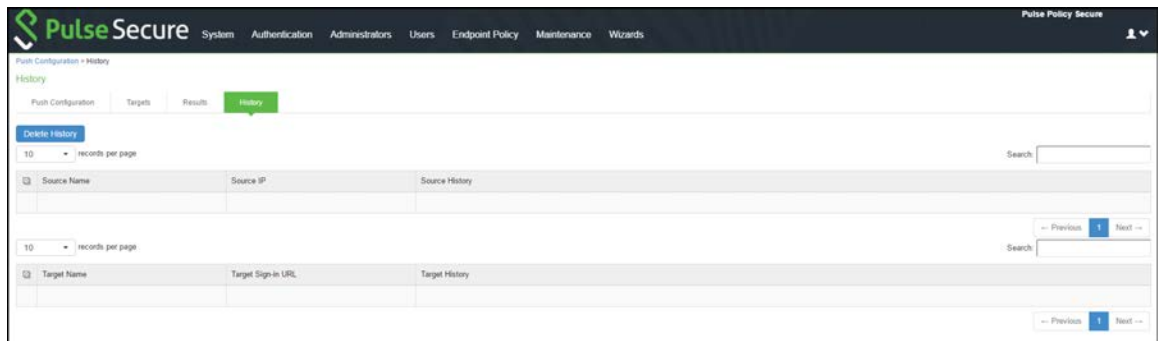 Pulse Policy Secure
Pulse Secure System Authentication Administrators Users Endpoint Policy Maintenance Wizards
Push Configuration > History
History
Push Configuration Targets Results History
Delete History
10 records per page Search:
Source Name Source IP Source History
← Previous 1 Next →
10 records per page Search:
Target Name Target Sign-in URL Target History
← Previous 1 Next →